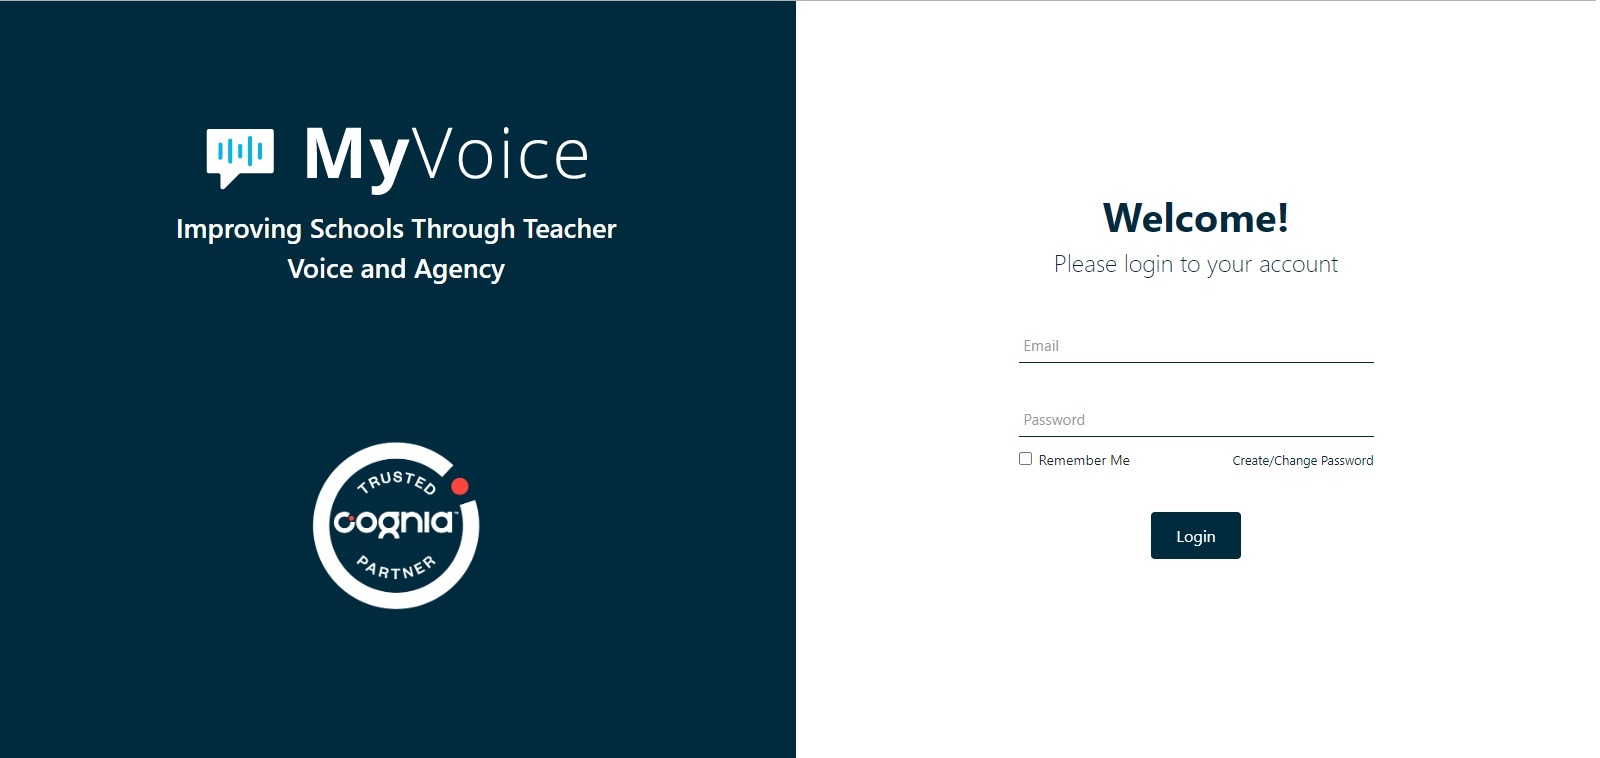 MyVoice
Improving Schools Through Teacher
Voice and Agency
TRUSTED
cognia™
PARTNER
Welcome!
Please login to your account
Email
Password
Remember Me
Create/Change Password
Login